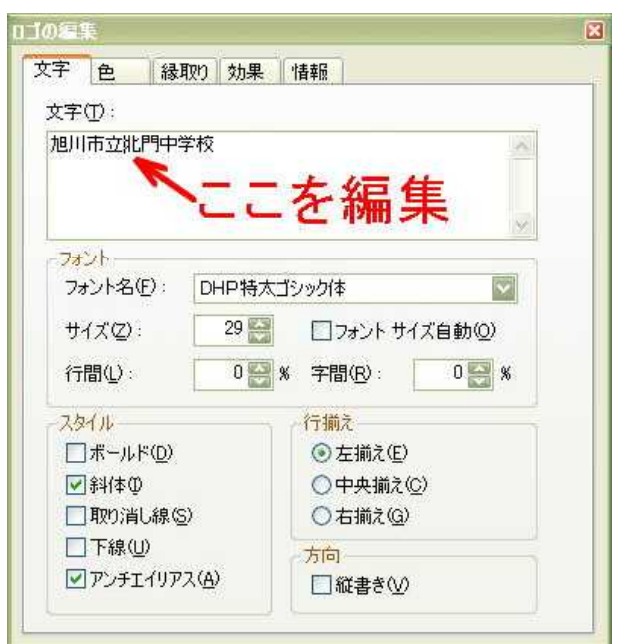 ロゴの編集
文字 色 縁取り 効果 情報
文字(T):
旭川市立北門中学校
ここを編集
フォント
フォント名(F): DHP特太ゴシック体
サイズ(Z): 29 フォント サイズ自動(O)
行間(L): 0 % 字間(R): 0 %
スタイル
ボールド(D)
斜体(I)
取り消し線(S)
下線(U)
アンチエイリアス(A)
行揃え
左揃え(E)
中央揃え(C)
右揃え(G)
方向
縦書き(V)